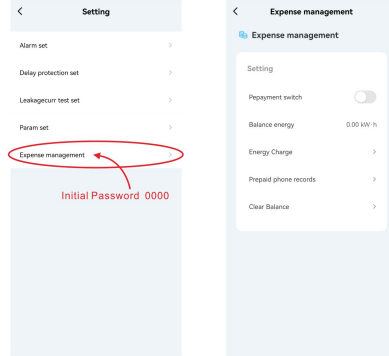 Setting
Alarm set
Delay protection set
Leakagecurr test set
Param set
Expense management
Initial Password 0000
Expense management
Expense management
Setting
Pepayment switch
Balance energy 0.00 kW·h
Energy Charge
Prepaid phone records
Clear Balance